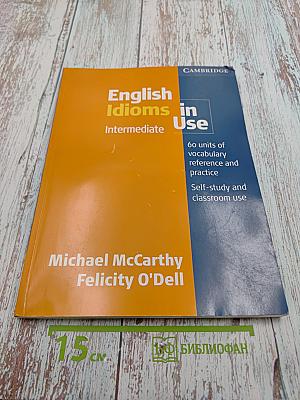 CAMBRIDGE
English
Idioms in
Intermediate Use
60 units of
vocabulary
reference and
practice
Self-study and
classroom use
Michael McCarthy
Felicity O'Dell
15 см
БИБЛИОФАН